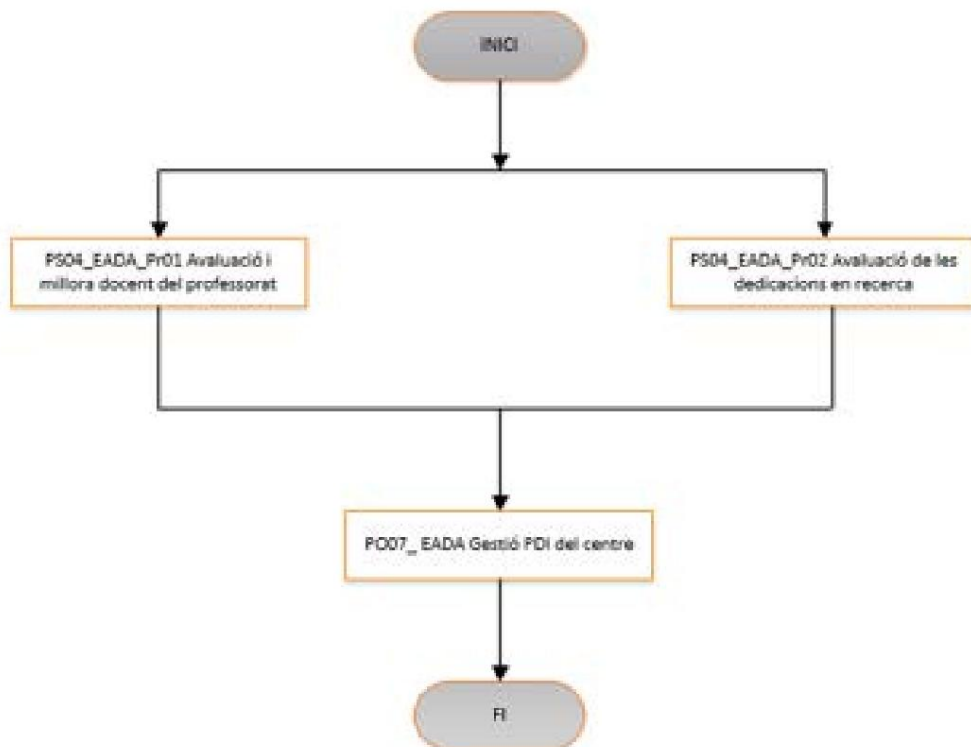 INICI
PS04_EADA_Pr01 Avaluació i
millora docent del professorat
PS04_EADA_Pr02 Avaluació de les
dedicacions en recerca
PO07_ EADA Gestió PDI del centre
FI